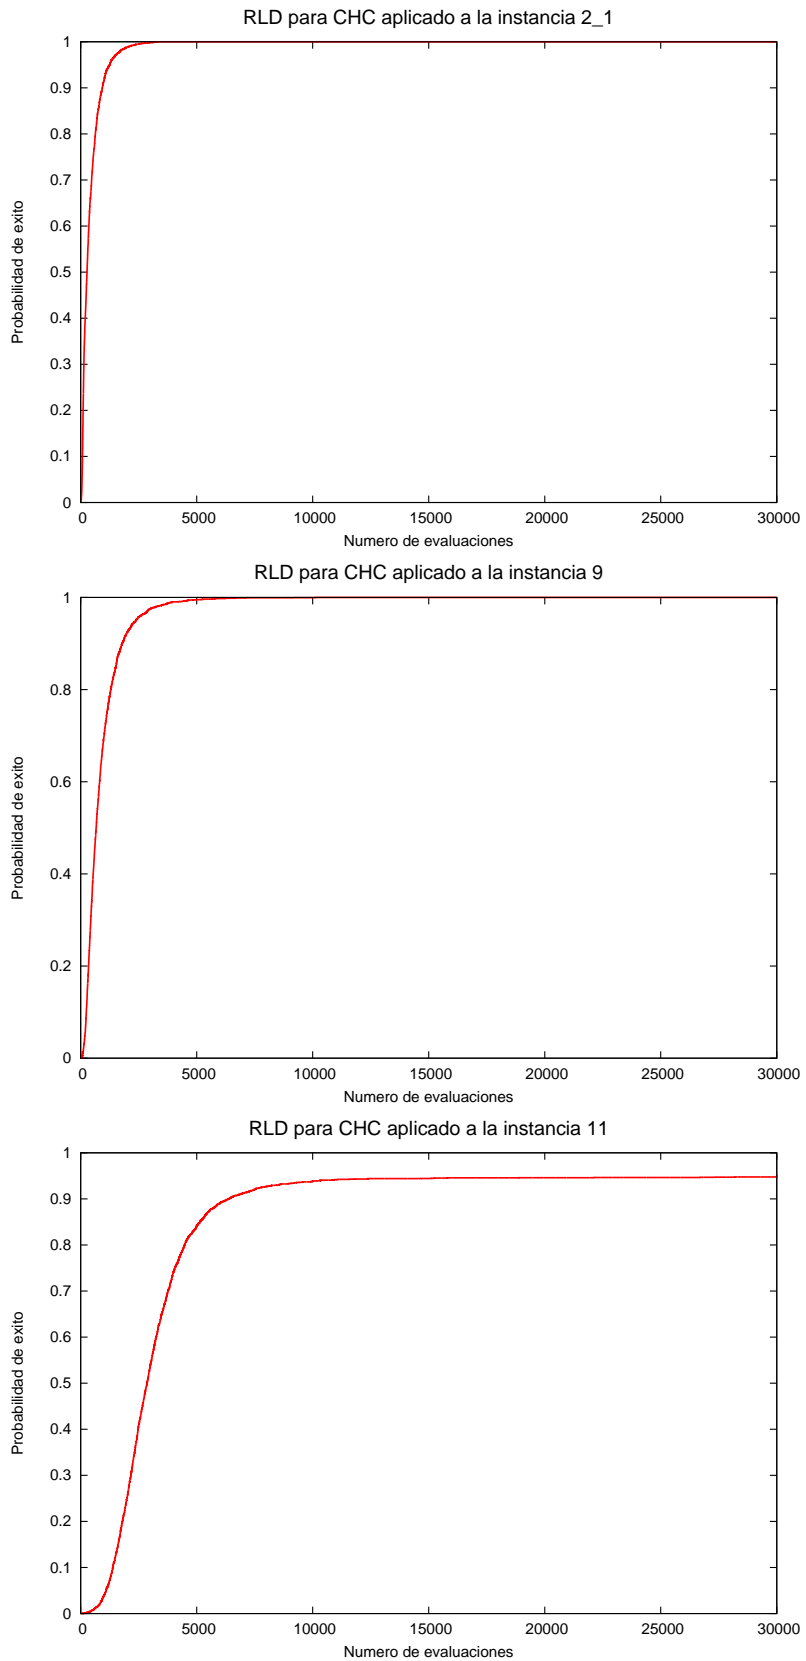 RLD para CHC aplicado a la instancia 2_1
Probabilidad de exito
1
0.9
0.8
0.7
0.6
0.5
0.4
0.3
0.2
0.1
0
0 5000 10000 15000 20000 25000 30000
Numero de evaluaciones
RLD para CHC aplicado a la instancia 9
Probabilidad de exito
1
0.8
0.6
0.4
0.2
0
0 5000 10000 15000 20000 25000 30000
Numero de evaluaciones
RLD para CHC aplicado a la instancia 11
Probabilidad de exito
1
0.9
0.8
0.7
0.6
0.5
0.4
0.3
0.2
0.1
0
0 5000 10000 15000 20000 25000 30000
Numero de evaluaciones